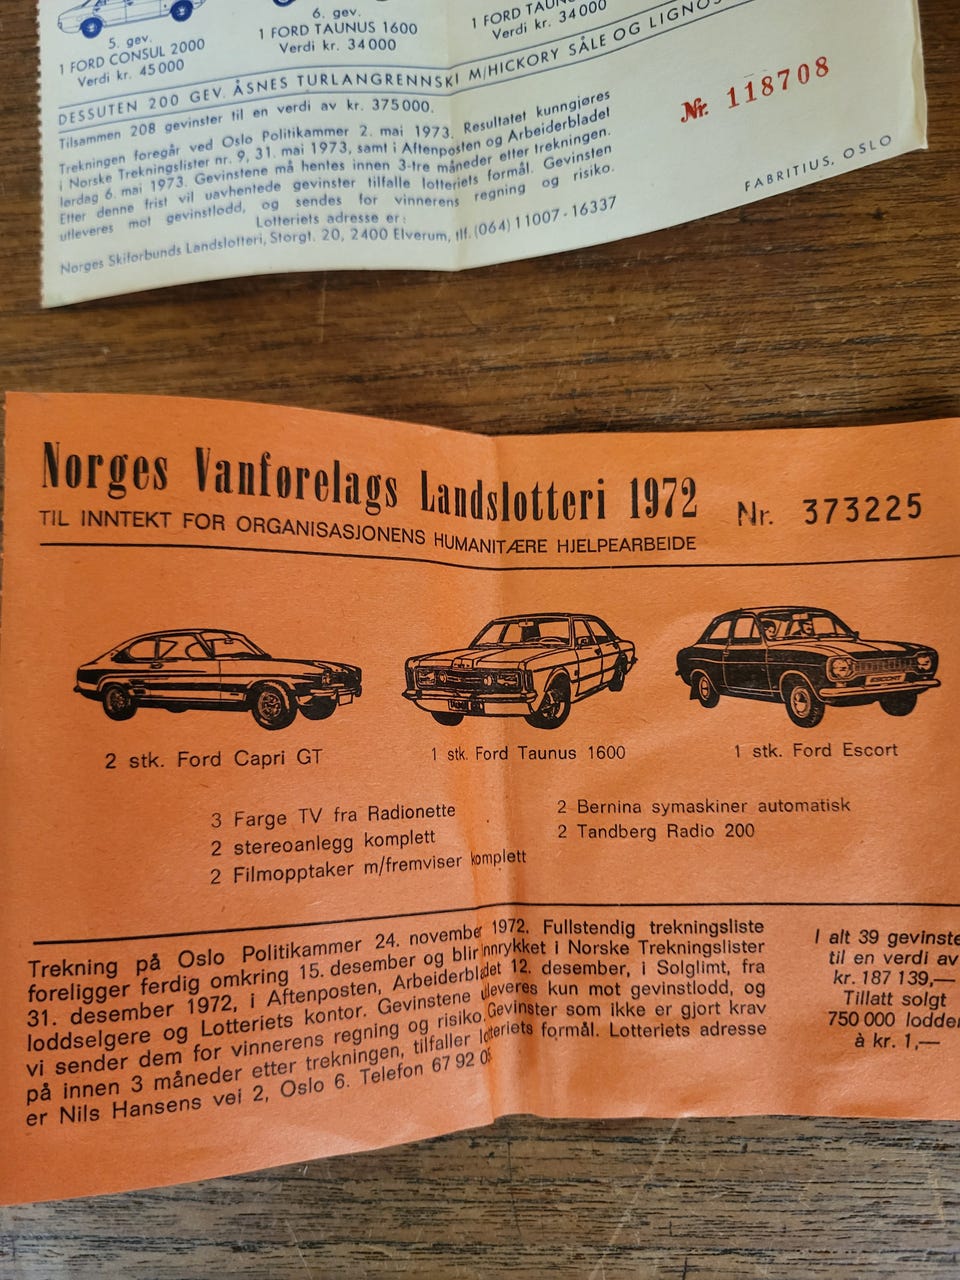 5. gev.
1 FORD CONSUL 2000
Verdi kr. 45 000
6. gev.
1 FORD TAUNUS 1600
Verdi kr. 34 000
1 FORD
Verdi kr. 34 000
DESSUTEN 200 GEV. ÅSNES TURLANGRENNSKI M/HICKORY SÅLE OG
Tilsammen 208 gevinster til en verdi av kr. 375 000.
Trekningen foregår ved Oslo Politikammer 2. mai 1973. Resultatet kunngjøres
i Norske Trekningslister nr. 9, 31. mai 1973, samt i Aftenposten og Arbeiderbladet
lørdag 6. mai 1973. Gevinstene må hentes innen 3-tre måneder etter trekningen.
Etter denne frist vil uavhentede gevinster tilfalle lotteriets formål. Gevinsten
utleveres mot gevinstlodd, og sendes for vinnerens regning og risiko.
Lotteriets adresse er:
Norges Skiforbunds Landslotteri, Storgt. 20, 2400 Elverum, tlf. (064) 11007 - 16337
Nr. 118708
FABRITIUS, OSLO
Norges Vanførelags Landslotteri 1972
Nr. 373225
TIL INNTEKT FOR ORGANISASJONENS HUMANITÆRE HJELPEARBEIDE
ESCORT
2 stk. Ford Capri GT
1 stk. Ford Taunus 1600
1 stk. Ford Escort
3 Farge TV fra Radionette
2 stereoanlegg komplett
2 Filmopptaker m/fremviser komplett
2 Bernina symaskiner automatisk
2 Tandberg Radio 200
Trekning på Oslo Politikammer 24. november 1972. Fullstendig trekningsliste
foreligger ferdig omkring 15. desember og blir innrykket i Norske Trekningslister
31. desember 1972, i Aftenposten, Arbeiderbladet 12. desember, i Solglimt, fra
loddselgere og Lotteriets kontor. Gevinstene utleveres kun mot gevinstlodd, og
vi sender dem for vinnerens regning og risiko. Gevinster som ikke er gjort krav
på innen 3 måneder etter trekningen, tilfaller lotteriets formål. Lotteriets adresse
er Nils Hansens vei 2, Oslo 6. Telefon 67 92 08
I alt 39 gevinste
til en verdi av
kr. 187 139,—
Tillatt solgt
750 000 lodder
à kr. 1,—